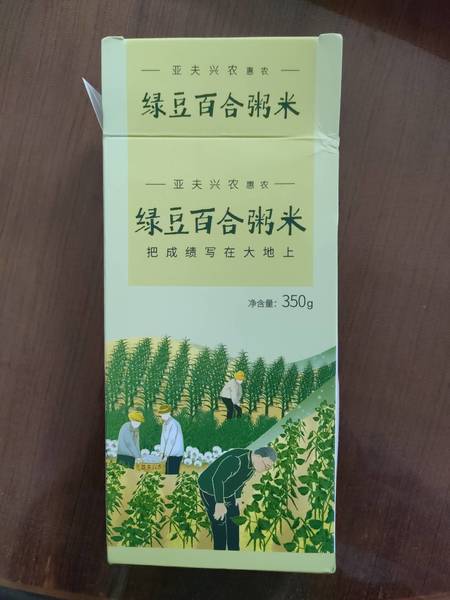 亚夫兴农 惠农
绿豆百合粥米
亚夫兴农 惠农
绿豆百合粥米
把成绩写在大地上
净含量：350g